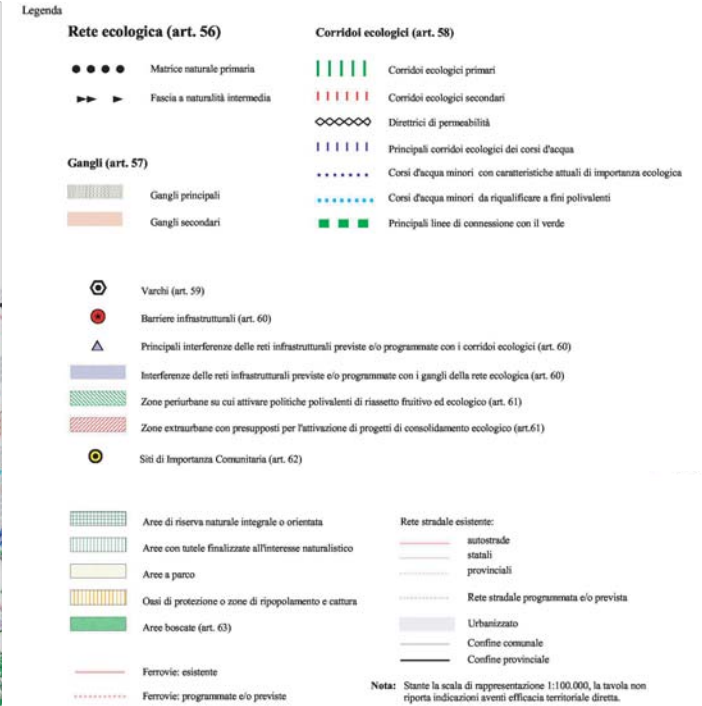 Legenda
Rete ecologica (art. 56)
Matrice naturale primaria
Fascia a naturalità intermedia
Gangli (art. 57)
Gangli principali
Gangli secondari
Corridoi ecologici (art. 58)
Corridoi ecologici primari
Corridoi ecologici secondari
Direttrici di permeabilità
Principali corridoi ecologici dei corsi d'acqua
Corsi d'acqua minori con caratteristiche attuali di importanza ecologica
Corsi d'acqua minori da riqualificare a fini polivalenti
Principali linee di connessione con il verde
Varchi (art. 59)
Barriere infrastrutturali (art. 60)
Principali interferenze delle reti infrastrutturali previste e/o programmate con i corridoi ecologici (art. 60)
Interferenze delle reti infrastrutturali previste e/o programmate con i gangli della rete ecologica (art. 60)
Zone periurbane su cui attivare politiche polivalenti di riassetto fruitivo ed ecologico (art. 61)
Zone extraurbane con presupposti per l'attivazione di progetti di consolidamento ecologico (art.61)
Siti di Importanza Comunitaria (art. 62)
Aree di riserva naturale integrale o orientata
Aree con tutele finalizzate all'interesse naturalistico
Aree a parco
Oasi di protezione o zone di ripopolamento e cattura
Aree boscate (art. 63)
Ferrovie: esistente
Ferrovie: programmate e/o previste
Rete stradale esistente:
autostrade
statali
provinciali
Rete stradale programmata e/o prevista
Urbanizzato
Confine comunale
Confine provinciale
Nota: Stante la scala di rappresentazione 1:100.000, la tavola non
riporta indicazioni aventi efficacia territoriale diretta.